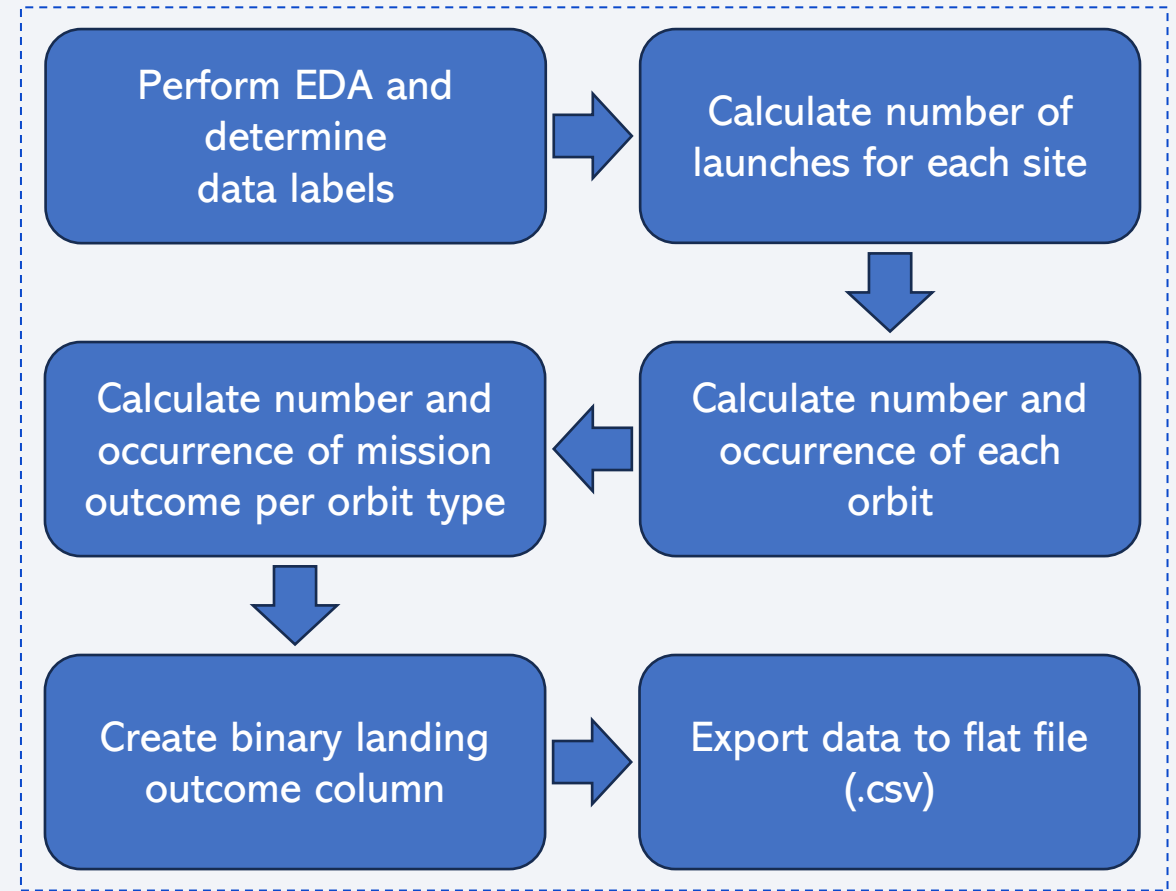 Perform EDA and
determine
data labels
Calculate number of
launches for each site
Calculate number and
occurrence of each
orbit
Calculate number and
occurrence of mission
outcome per orbit type
Create binary landing
outcome column
Export data to flat file
(.csv)